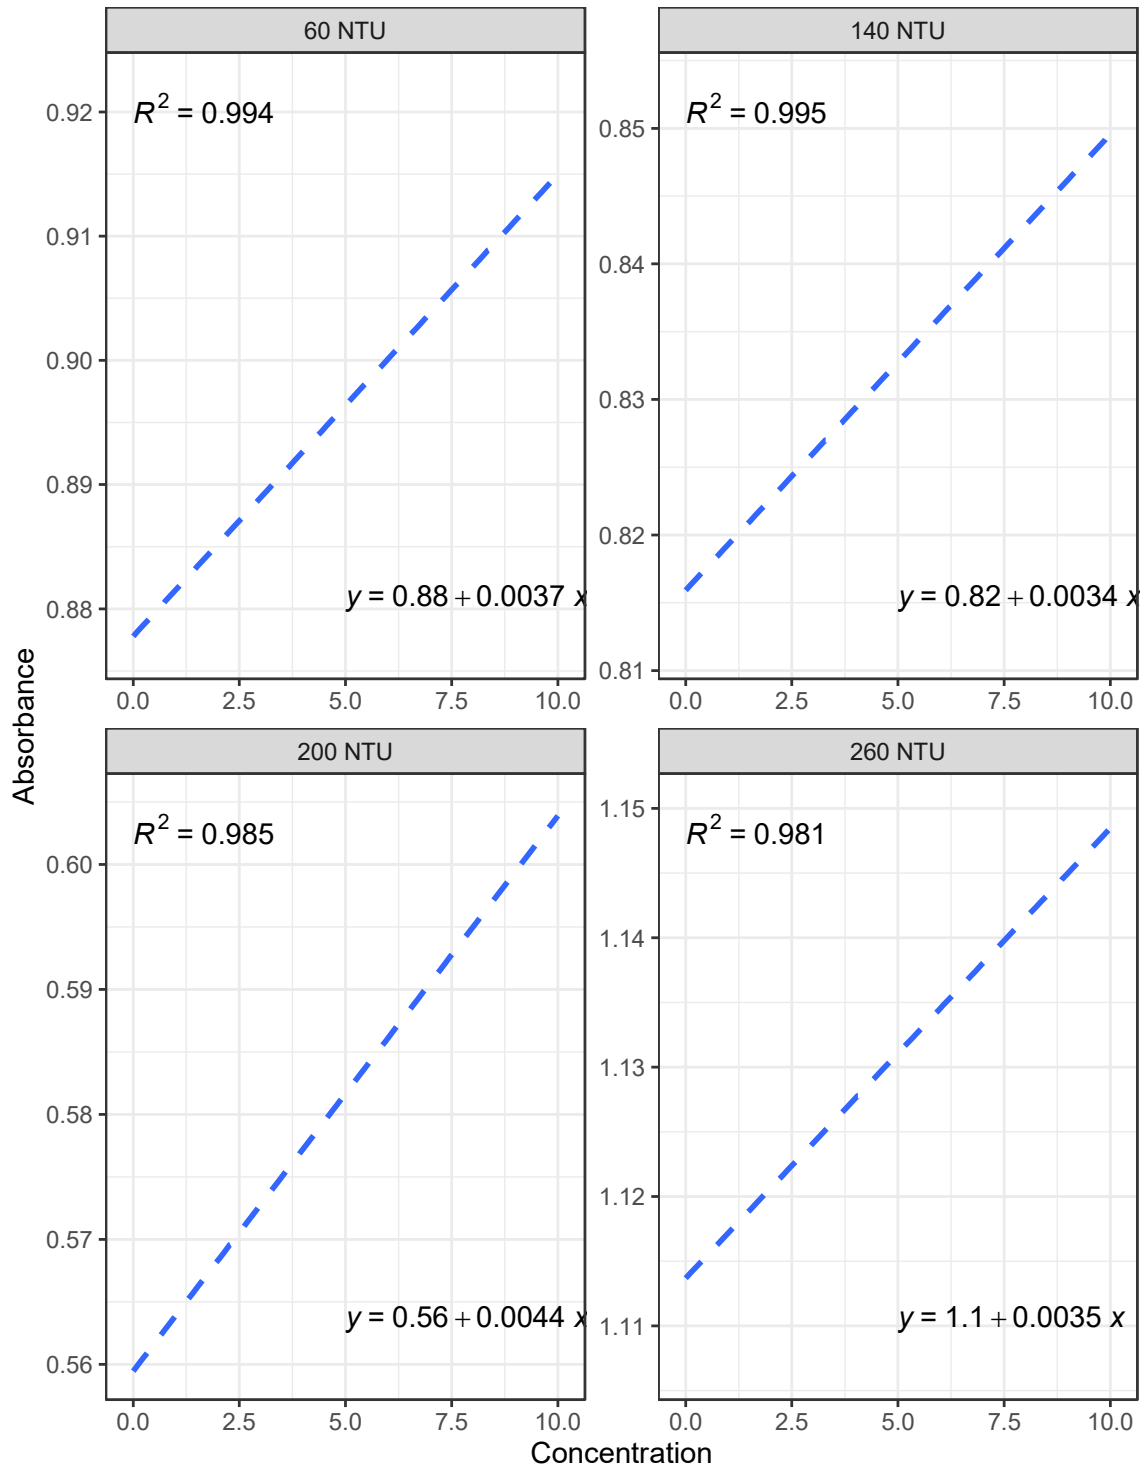 60 NTU
R² = 0.994
y = 0.88 + 0.0037 x
0.92
0.91
0.90
0.89
0.88
0.0 2.5 5.0 7.5 10.0
140 NTU
R² = 0.995
y = 0.82 + 0.0034 x
0.85
0.84
0.83
0.82
0.81
0.0 2.5 5.0 7.5 10.0
200 NTU
R² = 0.985
y = 0.56 + 0.0044 x
0.60
0.59
0.58
0.57
0.56
0.0 2.5 5.0 7.5 10.0
260 NTU
R² = 0.981
y = 1.1 + 0.0035 x
1.15
1.14
1.13
1.12
1.11
0.0 2.5 5.0 7.5 10.0
Absorbance
Concentration